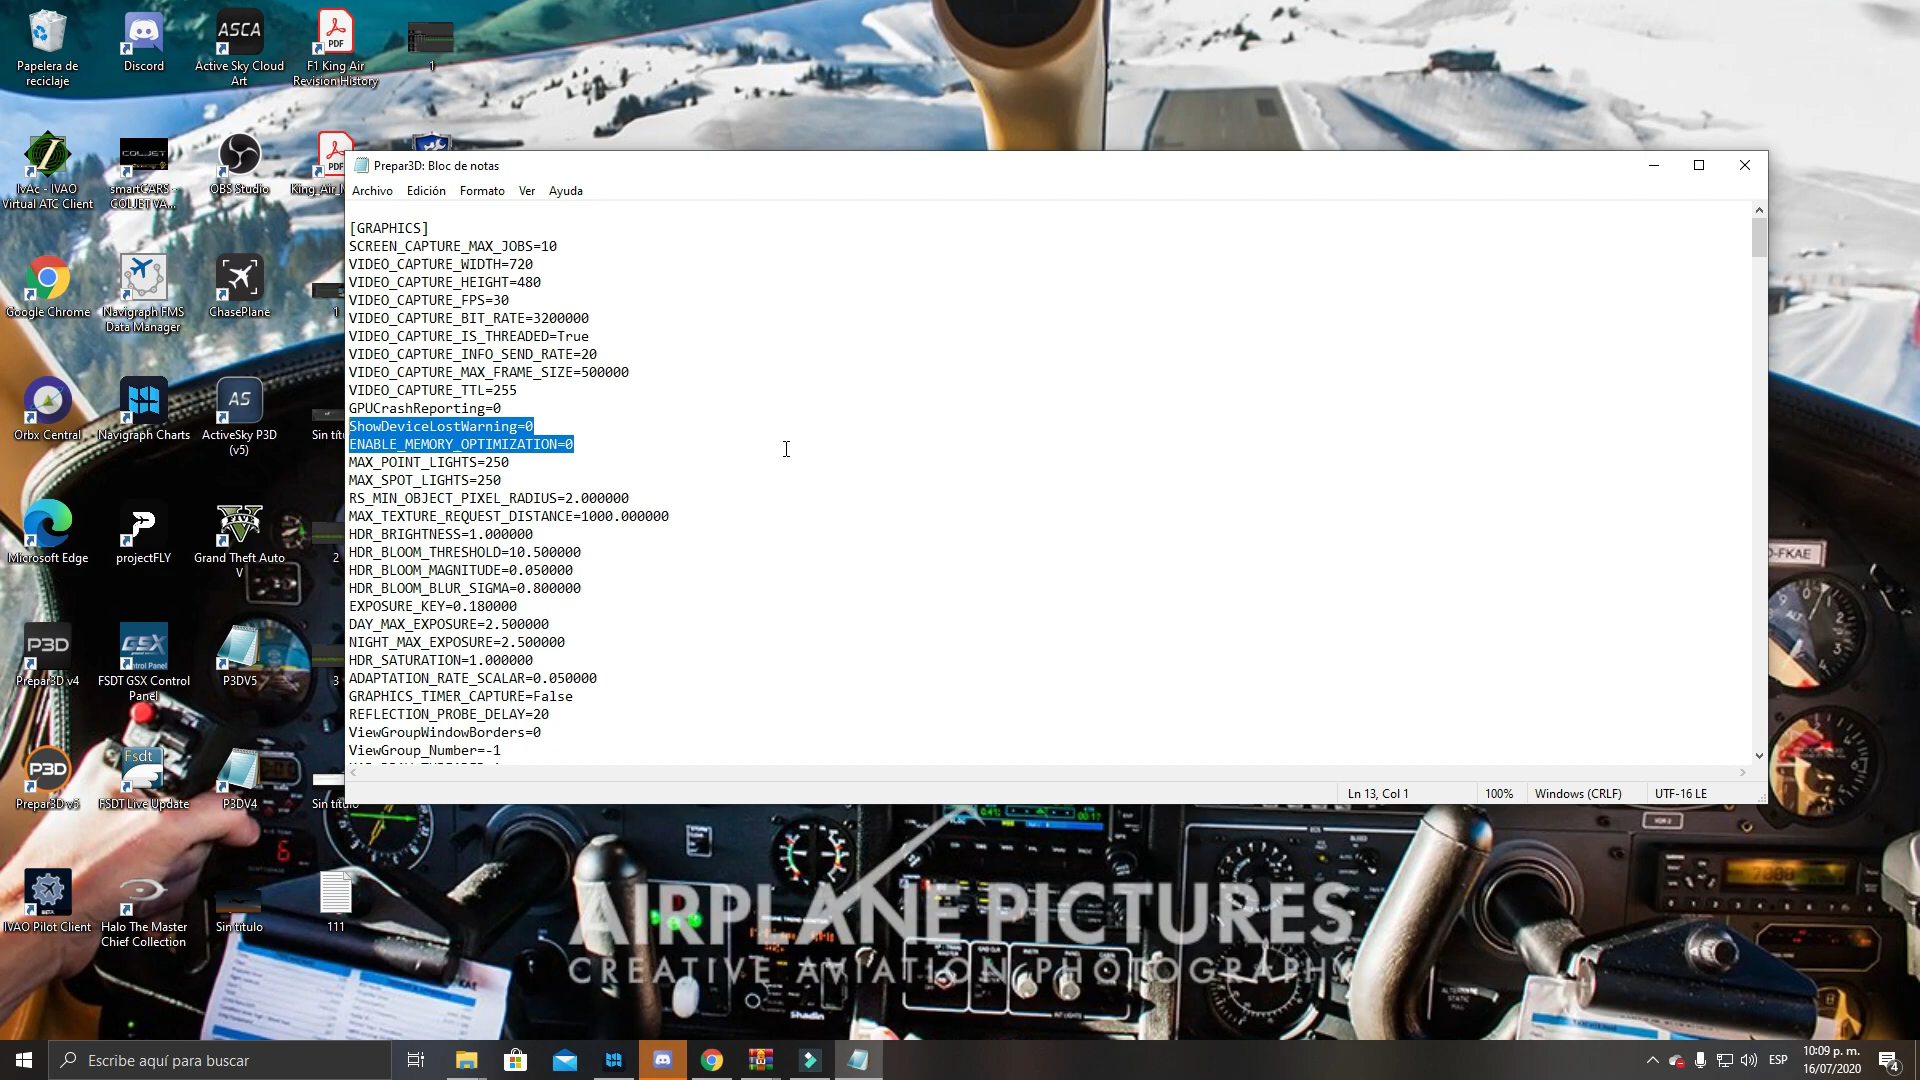 Papelera de
reciclaje
Discord
Active Sky Cloud
Art
F1 King Air
Revision History
1
IvAc - IVAO
Virtual ATC Client
smartCARS -
COLJET VA...
OBS Studio
Google Chrome
Navigraph FMS
Data Manager
ChasePlane
1
Orbx Central
Navigraph Charts
ActiveSky P3D
(v5)
Microsoft Edge
projectFLY
Grand Theft Auto
V
2
Prepar3D v4
FSDT GSX Control
Panel
P3DV5
3
Prepar3D v5
FSDT Live Update
P3DV4
IVAO Pilot Client
Halo The Master
Chief Collection
Sin título
111
Prepar3D: Bloc de notas
Archivo Edición Formato Ver Ayuda
[GRAPHICS]
SCREEN_CAPTURE_MAX_JOBS=10
VIDEO_CAPTURE_WIDTH=720
VIDEO_CAPTURE_HEIGHT=480
VIDEO_CAPTURE_FPS=30
VIDEO_CAPTURE_BIT_RATE=3200000
VIDEO_CAPTURE_IS_THREADED=True
VIDEO_CAPTURE_INFO_SEND_RATE=20
VIDEO_CAPTURE_MAX_FRAME_SIZE=500000
VIDEO_CAPTURE_TTL=255
GPUCrashReporting=0
ShowDeviceLostWarning=0
ENABLE_MEMORY_OPTIMIZATION=0
MAX_POINT_LIGHTS=250
MAX_SPOT_LIGHTS=250
RS_MIN_OBJECT_PIXEL_RADIUS=2.000000
MAX_TEXTURE_REQUEST_DISTANCE=1000.000000
HDR_BRIGHTNESS=1.000000
HDR_BLOOM_THRESHOLD=10.500000
HDR_BLOOM_MAGNITUDE=0.050000
HDR_BLOOM_BLUR_SIGMA=0.800000
EXPOSURE_KEY=0.180000
DAY_MAX_EXPOSURE=2.500000
NIGHT_MAX_EXPOSURE=2.500000
HDR_SATURATION=1.000000
ADAPTATION_RATE_SCALAR=0.050000
GRAPHICS_TIMER_CAPTURE=False
REFLECTION_PROBE_DELAY=20
ViewGroupWindowBorders=0
ViewGroup_Number=-1
Ln 13, Col 1 100% Windows (CRLF) UTF-16 LE
AIRPLANE PICTURES
CREATIVE AVIATION PHOTOGRAPHY
Shadin
Escribe aquí para buscar
ESP
10:09 p. m.
16/07/2020
4